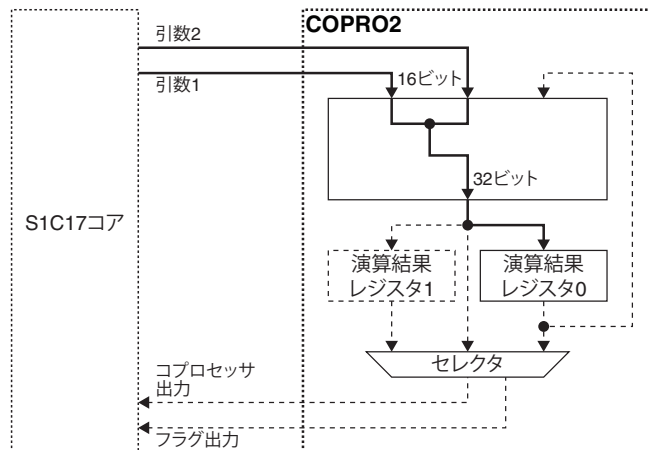 引数2
COPRO2
引数1
16ビット
32ビット
S1C17コア
演算結果
レジスタ1
演算結果
レジスタ0
セレクタ
コプロセッサ
出力
フラグ出力